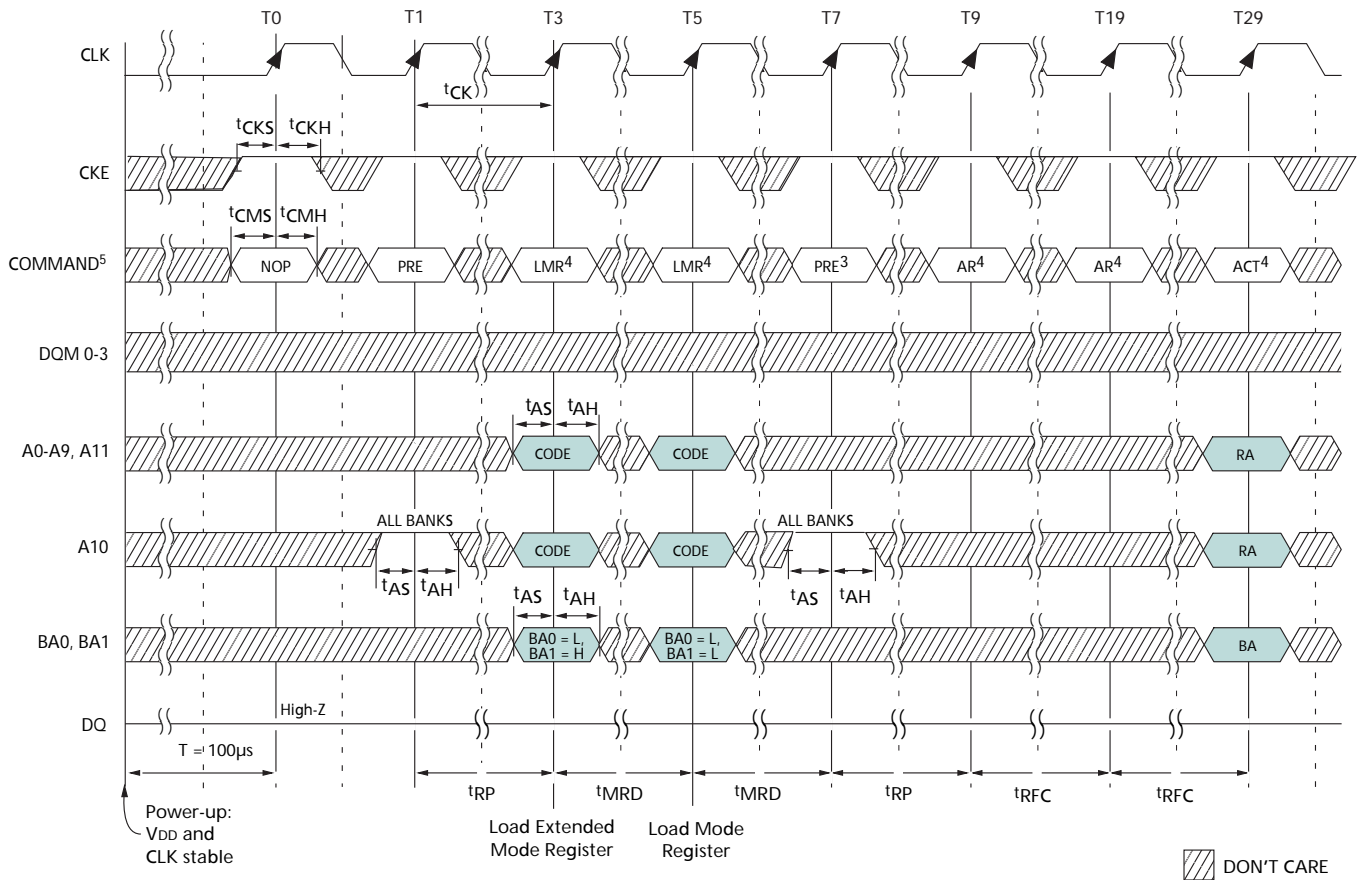 T0 T1 T3 T5 T7 T9 T19 T29
CLK
tCK
tCKS tCKH
CKE
tCMS tCMH
COMMAND5 NOP PRE LMR4 LMR4 PRE3 AR4 AR4 ACT4
DQM 0-3
tAS tAH
A0-A9, A11 CODE CODE RA
ALL BANKS ALL BANKS
A10 CODE CODE RA
tAS tAH tAS tAH tAS tAH
BA0, BA1 BA0 = L, BA1 = H BA0 = L, BA1 = L BA
High-Z
DQ
T = 100µs
tRP tMRD tMRD tRP tRFC tRFC
Power-up:
VDD and
CLK stable
Load Extended
Mode Register
Load Mode
Register
DON'T CARE